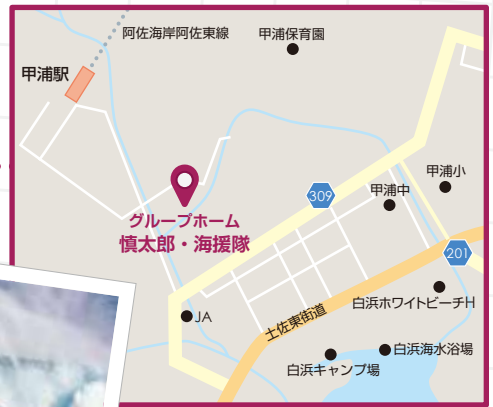 阿佐海岸阿佐東線
甲浦保育園
甲浦駅
甲浦小
309
甲浦中
グループホーム
慎太郎・海援隊
201
白浜ホワイトビーチH
JA
土佐東街道
白浜海水浴場
白浜キャンプ場